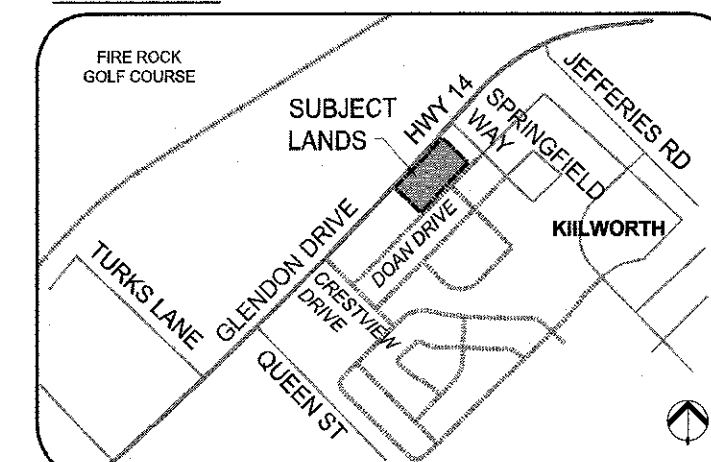 FIRE ROCK
GOLF COURSE
SUBJECT
LANDS
HWY 14
SPRINGFIELD
WAY
JEFFERIES RD
KIILWORTH
DOAN DRIVE
GLENDON DRIVE
TURKS LANE
CRESTVIEW
DRIVE
QUEEN ST